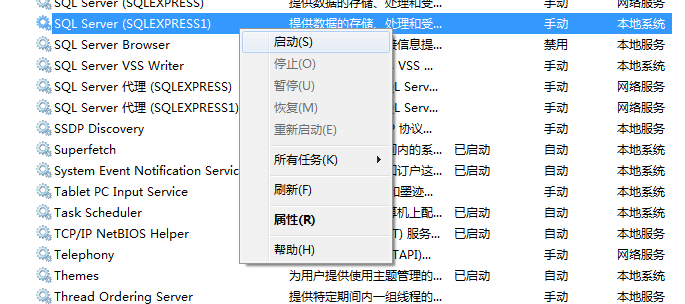 SQL Server (SQLEXPRESS) 提供数据的存储、处理和受... 手动 网络服务
SQL Server (SQLEXPRESS1) 提供数据的存储、处理和受... 手动 本地系统
SQL Server Browser 接信息提... 禁用 本地服务
SQL Server VSS Writer VSS ... 手动 本地系统
SQL Server 代理 (SQLEXPRESS) QL Serv... 手动 网络服务
SQL Server 代理 (SQLEXPRESS1) QL Serv... 手动 网络服务
SSDP Discovery P 协议... 手动 本地服务
Superfetch 内的系... 已启动 手动 本地系统
System Event Notification Servic 和订户这... 已启动 手动 本地系统
Tablet PC Input Service 和墨迹... 手动 本地系统
Task Scheduler 算机上配... 已启动 手动 本地系统
TCP/IP NetBIOS Helper T) 服务... 已启动 手动 本地服务
Telephony TAPI)... 手动 网络服务
Themes 为用户提供使用主题管理的... 已启动 手动 本地系统
Thread Ordering Server 提供特定期间内一组线程的... 手动 本地服务
启动(S)
停止(O)
暂停(U)
恢复(M)
重新启动(E)
所有任务(K)
刷新(F)
属性(R)
帮助(H)